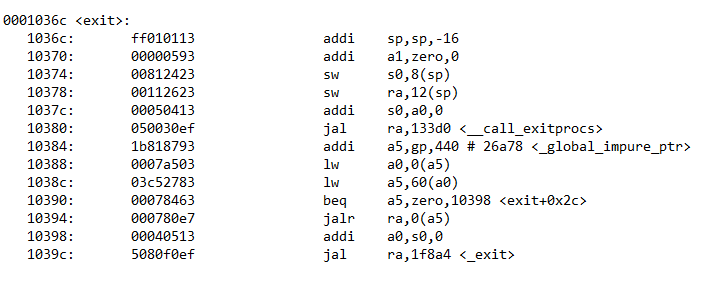 0001036c <exit>:
1036c: ff010113 addi sp,sp,-16
10370: 00000593 addi a1,zero,0
10374: 00812423 sw s0,8(sp)
10378: 00112623 sw ra,12(sp)
1037c: 00050413 addi s0,a0,0
10380: 050030ef jal ra,133d0 <__call_exitprocs>
10384: 1b818793 addi a5,gp,440 # 26a78 <_global_impure_ptr>
10388: 0007a503 lw a0,0(a5)
1038c: 03c52783 lw a5,60(a0)
10390: 00078463 beq a5,zero,10398 <exit+0x2c>
10394: 000780e7 jalr ra,0(a5)
10398: 00040513 addi a0,s0,0
1039c: 5080f0ef jal ra,1f8a4 <_exit>